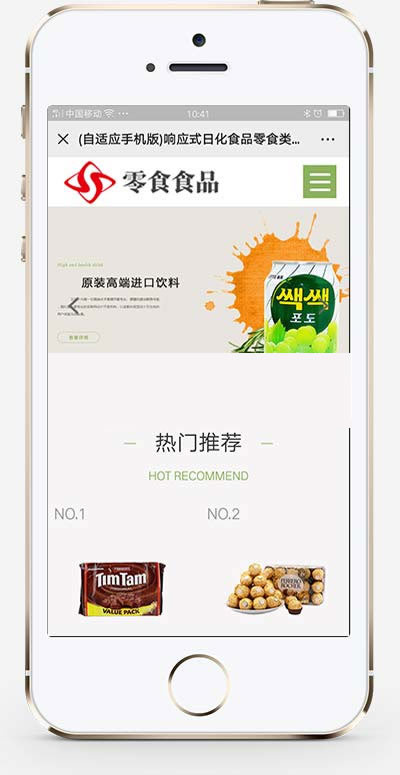 中国移动 ··· 10:41
(自适应手机版)响应式日化食品零食类...
零食食品
High end health drink
原装高端进口饮料
查看详情
쌕쌕
포도
热门推荐
HOT RECOMMEND
NO.1 NO.2
TimTam
VALUE PACK
FERRERO
ROCHER